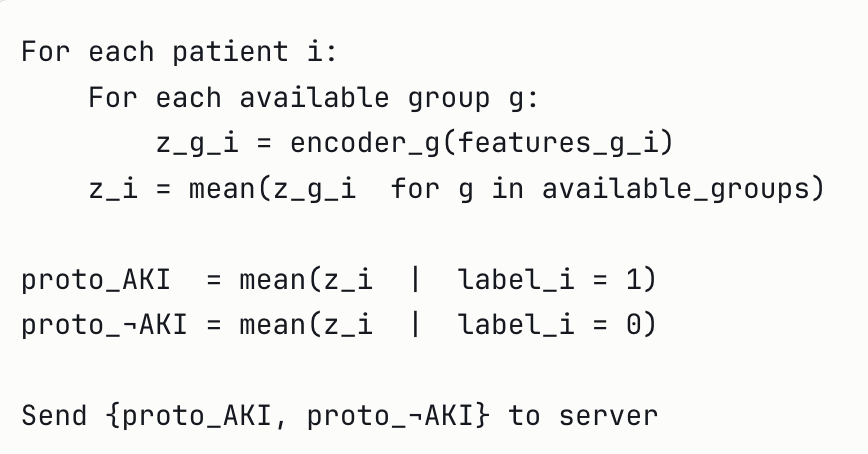 For each patient i:
    For each available group g:
        z_g_i = encoder_g(features_g_i)
    z_i = mean(z_g_i  for g in available_groups)

proto_AKI  = mean(z_i  |  label_i = 1)
proto_¬AKI = mean(z_i  |  label_i = 0)

Send {proto_AKI, proto_¬AKI} to server